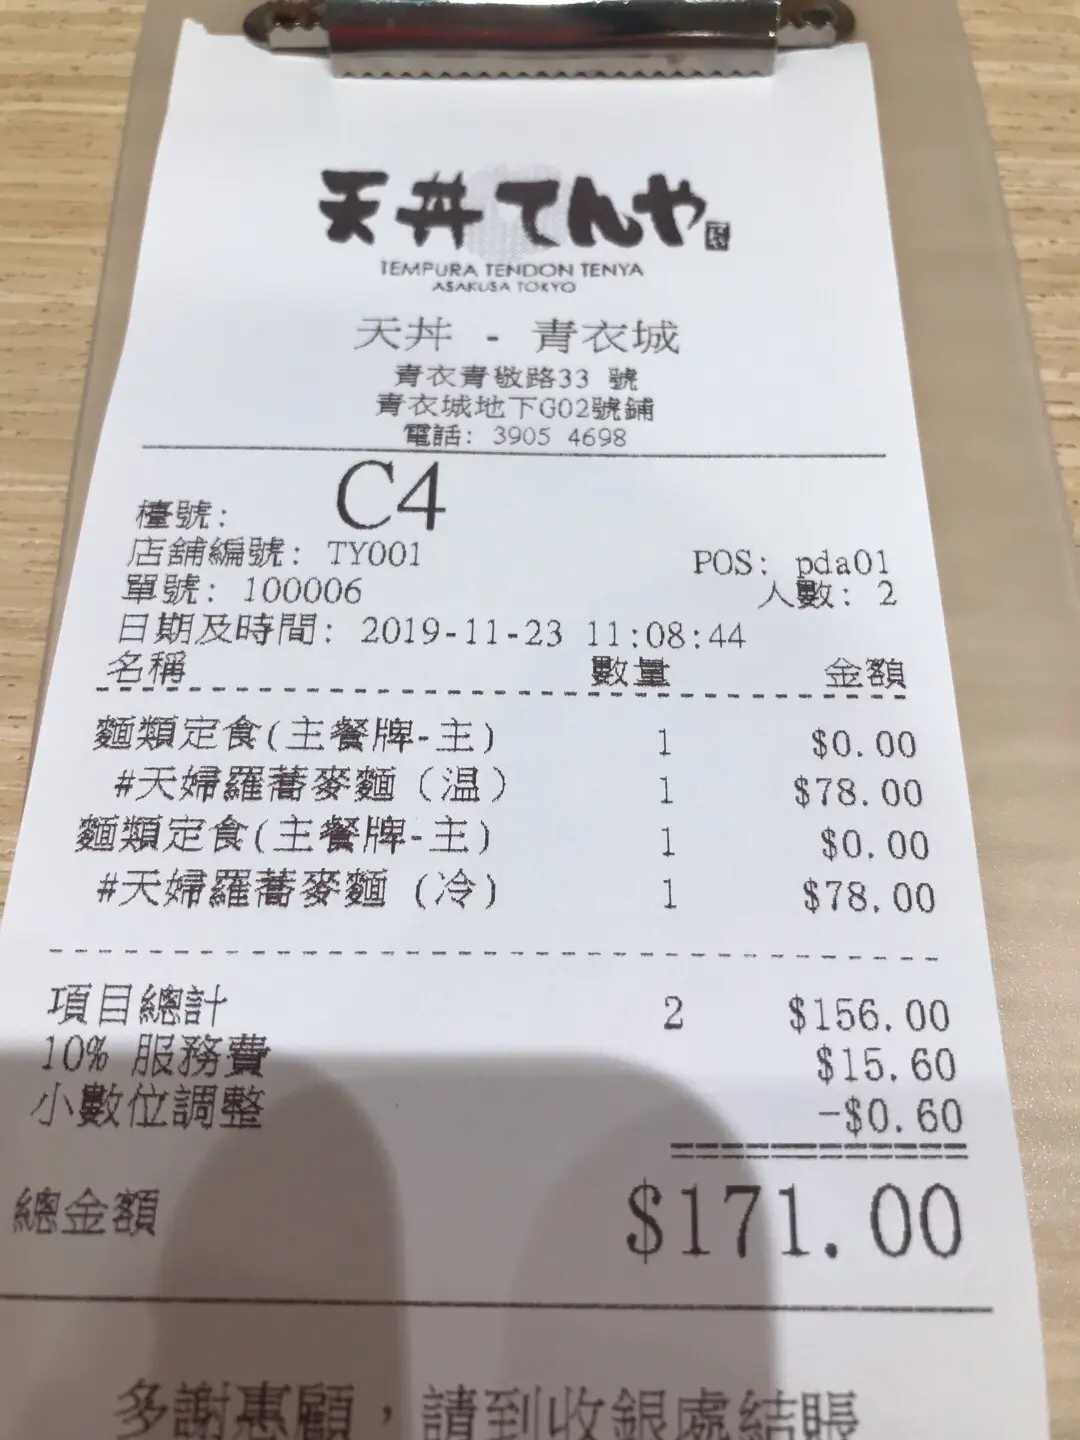 天丼 てんや
TEMPURA TENDON TENYA
ASAKUSA TOKYO
天丼 - 青衣城
青衣青敬路33 號
青衣城地下G02號鋪
電話: 3905 4698
檯號: C4
店舖編號: TY001 POS: pda01
單號: 100006 人數: 2
日期及時間: 2019-11-23 11:08:44
名稱 數量 金額
麵類定食(主餐牌-主) 1 $0.00
#天婦羅蕎麥麵 (溫) 1 $78.00
麵類定食(主餐牌-主) 1 $0.00
#天婦羅蕎麥麵 (冷) 1 $78.00
項目總計 2 $156.00
10% 服務費 $15.60
小數位調整 -$0.60
總金額 $171.00
多謝惠顧，請到收銀處結賬